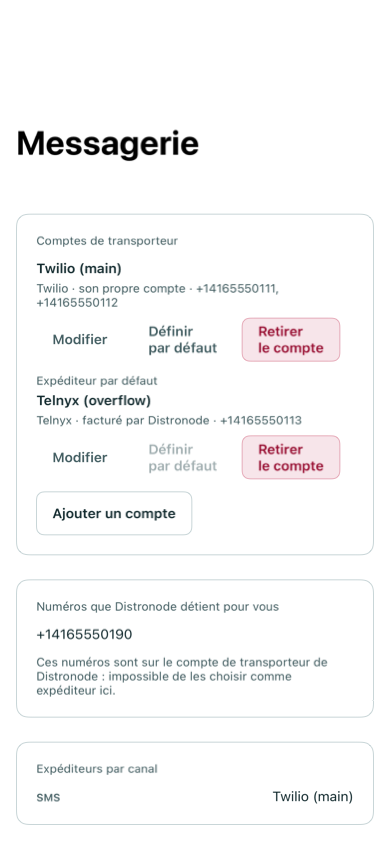 Messagerie
Comptes de transporteur
Twilio (main)
Twilio · son propre compte · +14165550111,
+14165550112
Modifier
Définir
par défaut
Retirer
le compte
Expéditeur par défaut
Telnyx (overflow)
Telnyx · facturé par Distronode · +14165550113
Modifier
Définir
par défaut
Retirer
le compte
Ajouter un compte
Numéros que Distronode détient pour vous
+14165550190
Ces numéros sont sur le compte de transporteur de
Distronode : impossible de les choisir comme
expéditeur ici.
Expéditeurs par canal
SMS Twilio (main)